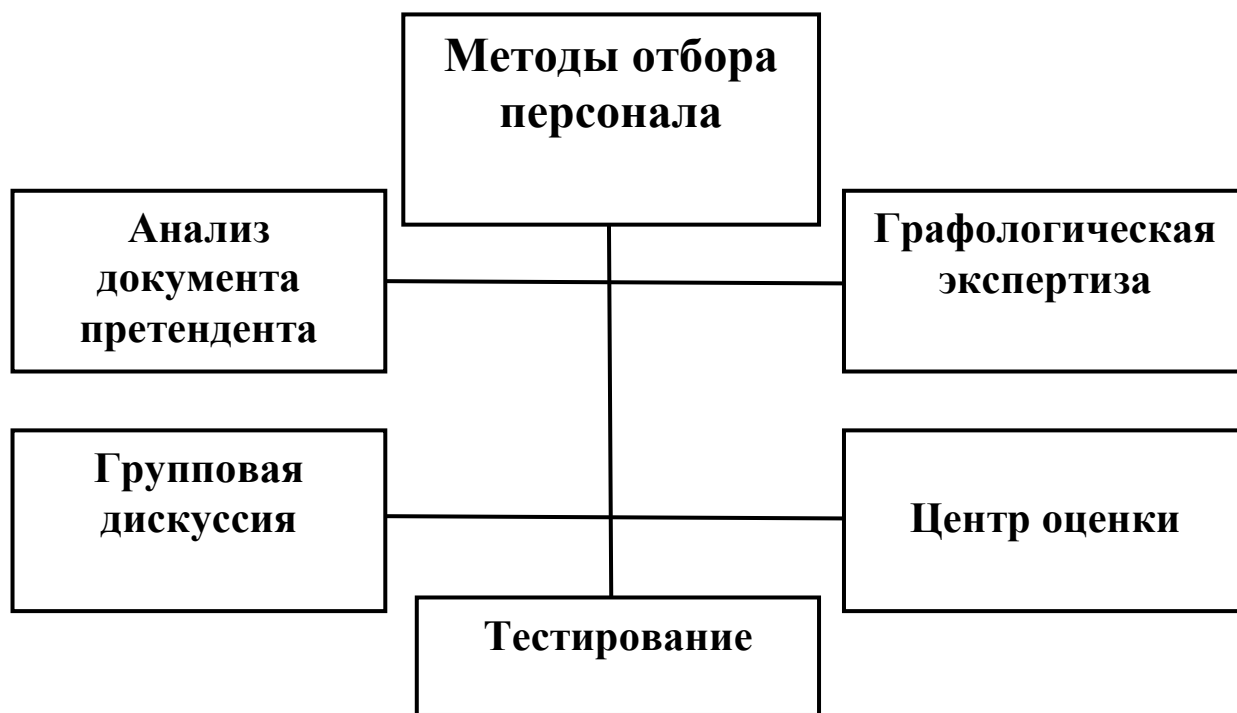 Методы отбора
персонала
Анализ
документа
претендента
Графологическая
экспертиза
Групповая
дискуссия
Центр оценки
Тестирование